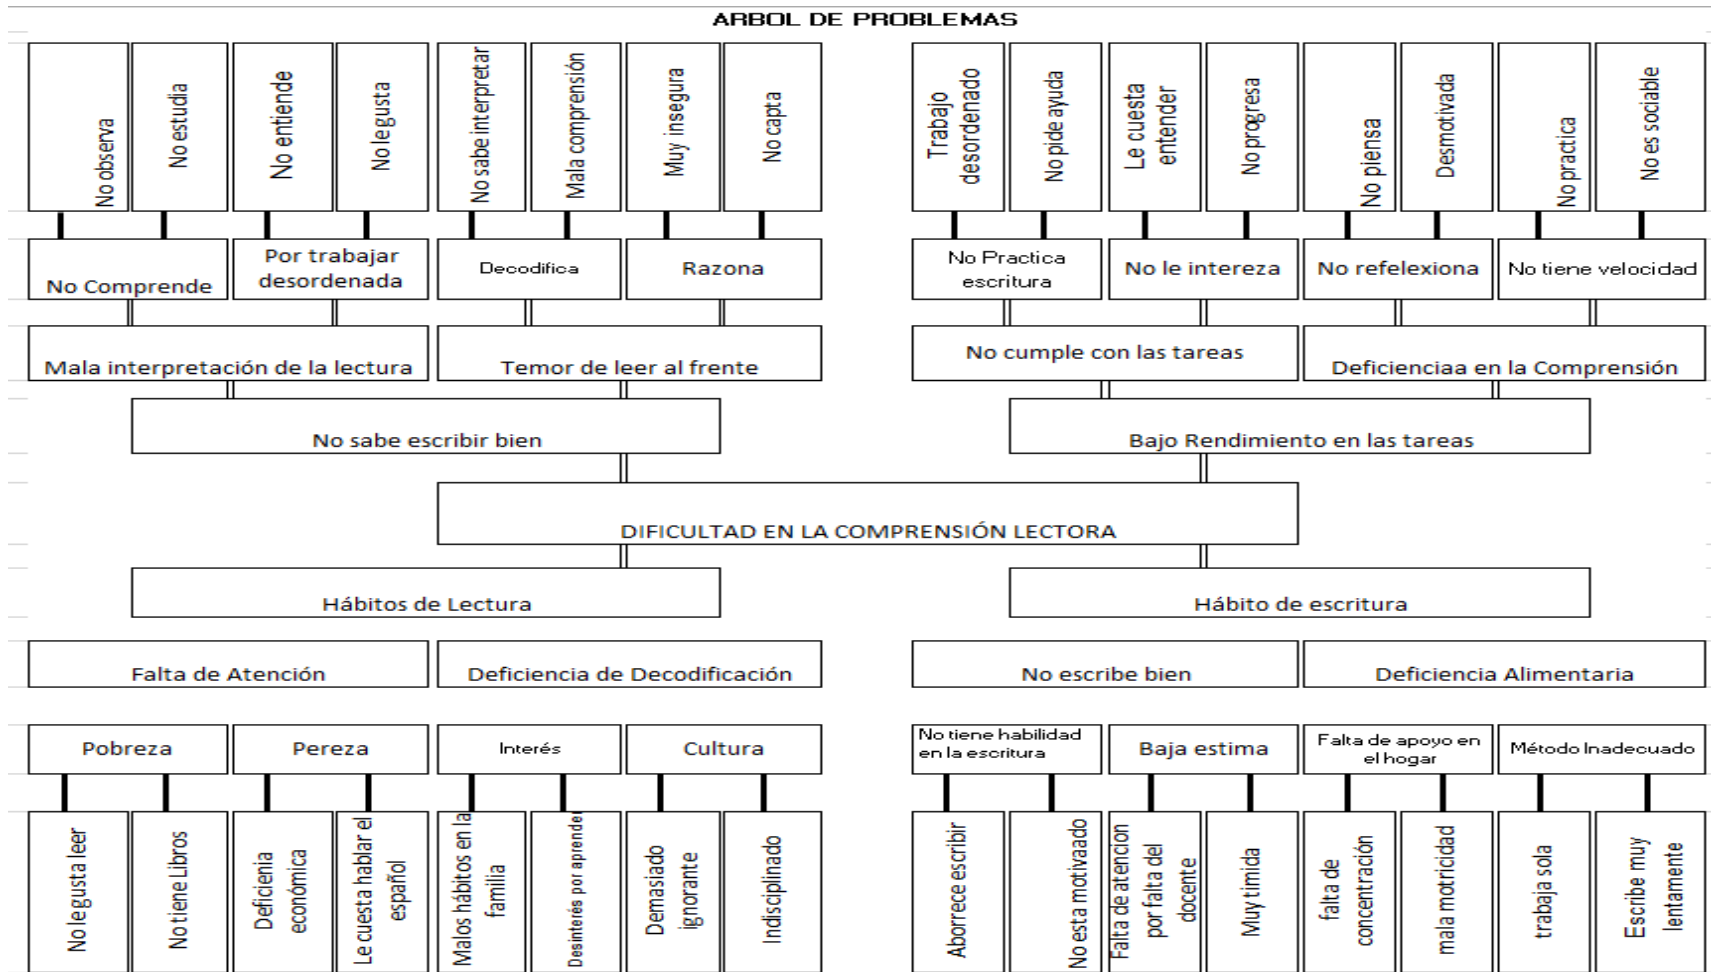 ARBOL DE PROBLEMAS
No observa
No estudia
No entiende
No le gusta
No sabe interpretar
Mala comprensión
Muy insegura
No capta
Trabajo
desordenado
No pide ayuda
Le cuesta
entender
No progresa
No piensa
Desmotivada
No practica
No es sociable
No Comprende
Por trabajar
desordenada
Decodifica
Razona
No Practica
escritura
No le intereza
No refelexiona
No tiene velocidad
Mala interpretación de la lectura
Temor de leer al frente
No cumple con las tareas
Deficienciaa en la Comprensión
No sabe escribir bien
Bajo Rendimiento en las tareas
DIFICULTAD EN LA COMPRENSIÓN LECTORA
Hábitos de Lectura
Hábito de escritura
Falta de Atención
Deficiencia de Decodificación
No escribe bien
Deficiencia Alimentaria
Pobreza
Pereza
Interés
Cultura
No tiene habilidad
en la escritura
Baja estima
Falta de apoyo en
el hogar
Método Inadecuado
No le gusta leer
No tiene Libros
Deficienia
económica
Le cuesta hablar el
español
Malos hábitos en la
familia
Desinterés por aprender
Demasiado
ignorante
Indisciplinado
Aborrece escribir
No esta motivaado
Falta de atencion
por falta del
docente
Muy timida
falta de
concentración
mala motricidad
trabaja sola
Escribe muy
lentamente